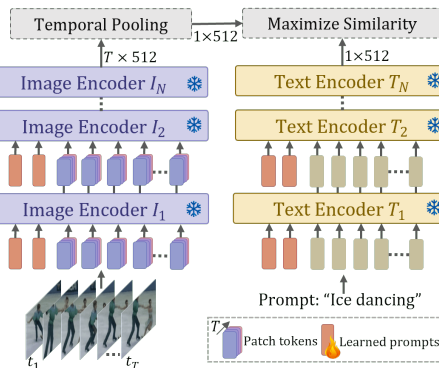 Temporal Pooling
1×512
Maximize Similarity
T × 512
1×512
Image Encoder I_N
Text Encoder T_N
Image Encoder I_2
Text Encoder T_2
Image Encoder I_1
Text Encoder T_1
Prompt: “Ice dancing”
t_1
t_T
T
Patch tokens
Learned prompts